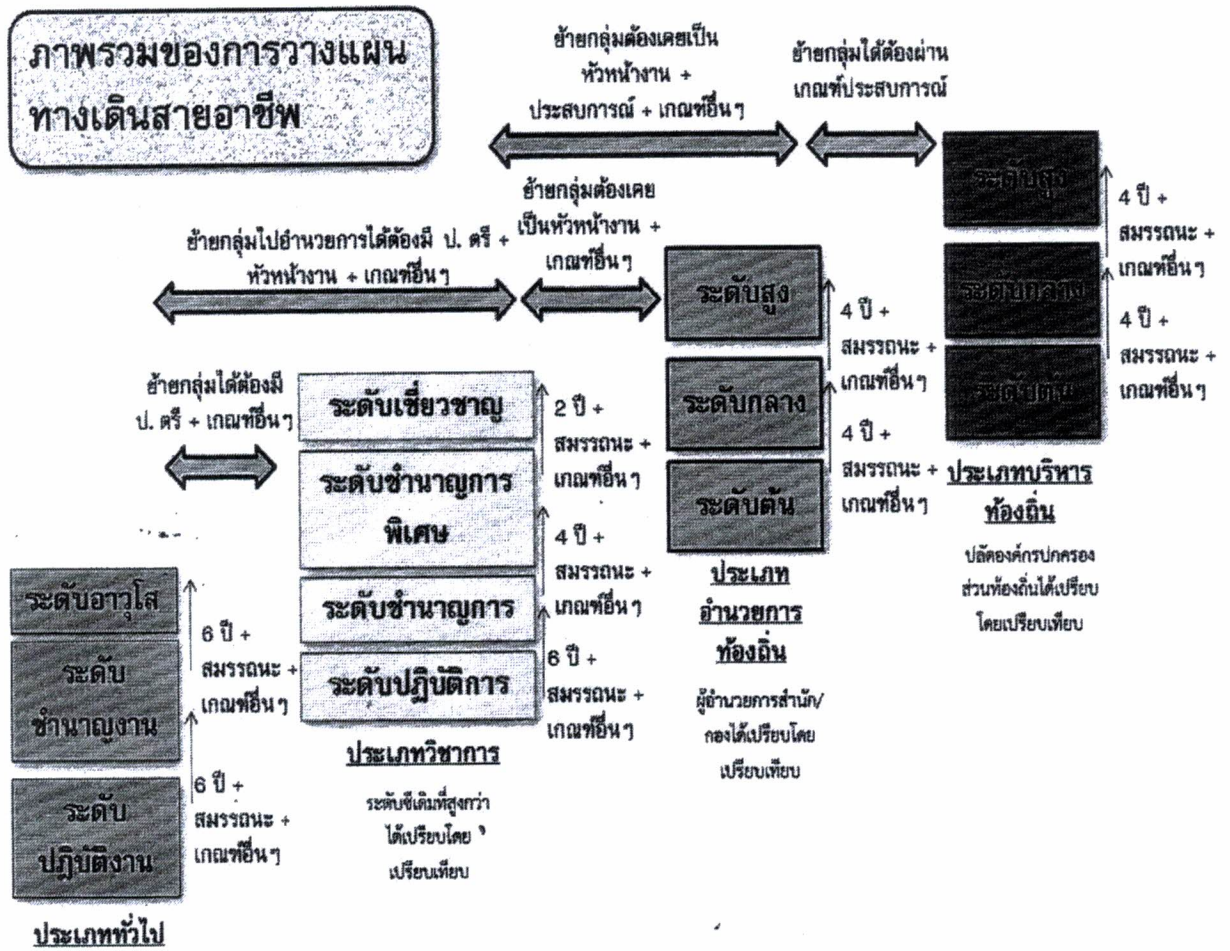 ภาพรวมของการวางแผน
ทางเดินสายอาชีพ
ย้ายกลุ่มต้องเคยเป็น
หัวหน้างาน +
ประสบการณ์ + เกณฑ์อื่นๆ
ย้ายกลุ่มได้ต้องผ่าน
เกณฑ์ประสบการณ์
ย้ายกลุ่มต้องเคย
เป็นหัวหน้างาน +
เกณฑ์อื่นๆ
ย้ายกลุ่มไปอำนวยการได้ต้องมี ป. ตรี +
หัวหน้างาน + เกณฑ์อื่นๆ
ย้ายกลุ่มได้ต้องมี
ป. ตรี + เกณฑ์อื่นๆ
ระดับอาวุโส
ระดับ
ชำนาญงาน
ระดับ
ปฏิบัติงาน
6 ปี +
สมรรถนะ +
เกณฑ์อื่นๆ
6 ปี +
สมรรถนะ +
เกณฑ์อื่นๆ
ประเภททั่วไป
ระดับเชี่ยวชาญ
ระดับชำนาญการ
พิเศษ
ระดับชำนาญการ
ระดับปฏิบัติการ
2 ปี +
สมรรถนะ +
เกณฑ์อื่นๆ
4 ปี +
สมรรถนะ +
เกณฑ์อื่นๆ
6 ปี +
สมรรถนะ +
เกณฑ์อื่นๆ
ประเภทวิชาการ
ระดับซีเดิมที่สูงกว่า
ได้เปรียบโดย
เปรียบเทียบ
ระดับสูง
ระดับกลาง
ระดับต้น
4 ปี +
สมรรถนะ +
เกณฑ์อื่นๆ
4 ปี +
สมรรถนะ +
เกณฑ์อื่นๆ
ประเภท
อำนวยการ
ท้องถิ่น
ผู้อำนวยการสำนัก/
กองได้เปรียบโดย
เปรียบเทียบ
ระดับสูง
ระดับกลาง
ระดับต้น
4 ปี +
สมรรถนะ +
เกณฑ์อื่นๆ
4 ปี +
สมรรถนะ +
เกณฑ์อื่นๆ
ประเภทบริหาร
ท้องถิ่น
ปลัดองค์กรปกครอง
ส่วนท้องถิ่นได้เปรียบ
โดยเปรียบเทียบ